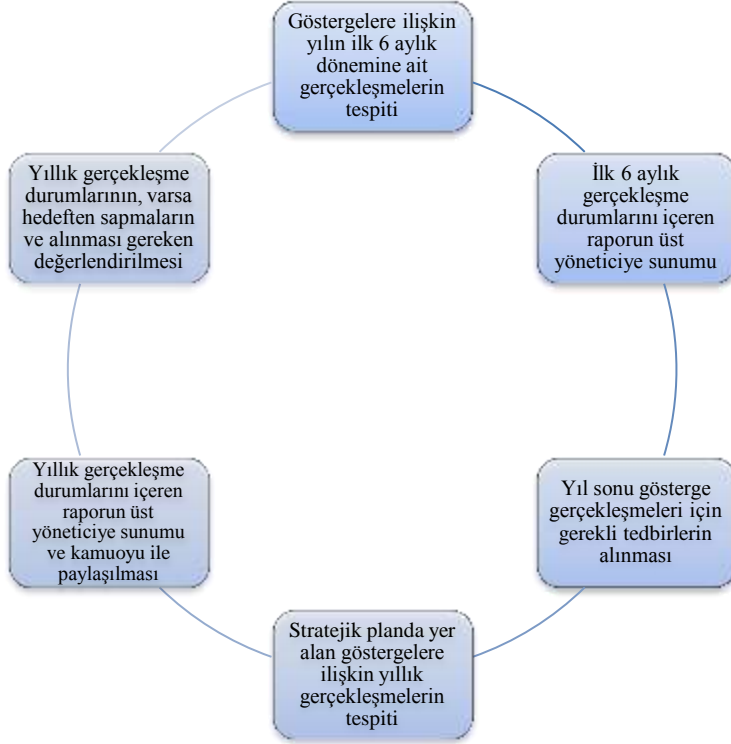 Göstergelere ilişkin
yılın ilk 6 aylık
dönemine ait
gerçekleşmelerin
tespiti
İlk 6 aylık
gerçekleşme
durumlarını içeren
raporun üst
yöneticiye sunumu
Yıl sonu gösterge
gerçekleşmeleri için
gerekli tedbirlerin
alınması
Stratejik planda yer
alan göstergelere
ilişkin yıllık
gerçekleşmelerin
tespiti
Yıllık gerçekleşme
durumlarını içeren
raporun üst
yöneticiye sunumu
ve kamuoyu ile
paylaşılması
Yıllık gerçekleşme
durumlarının, varsa
hedeften sapmaların
ve alınması gereken
değerlendirilmesi